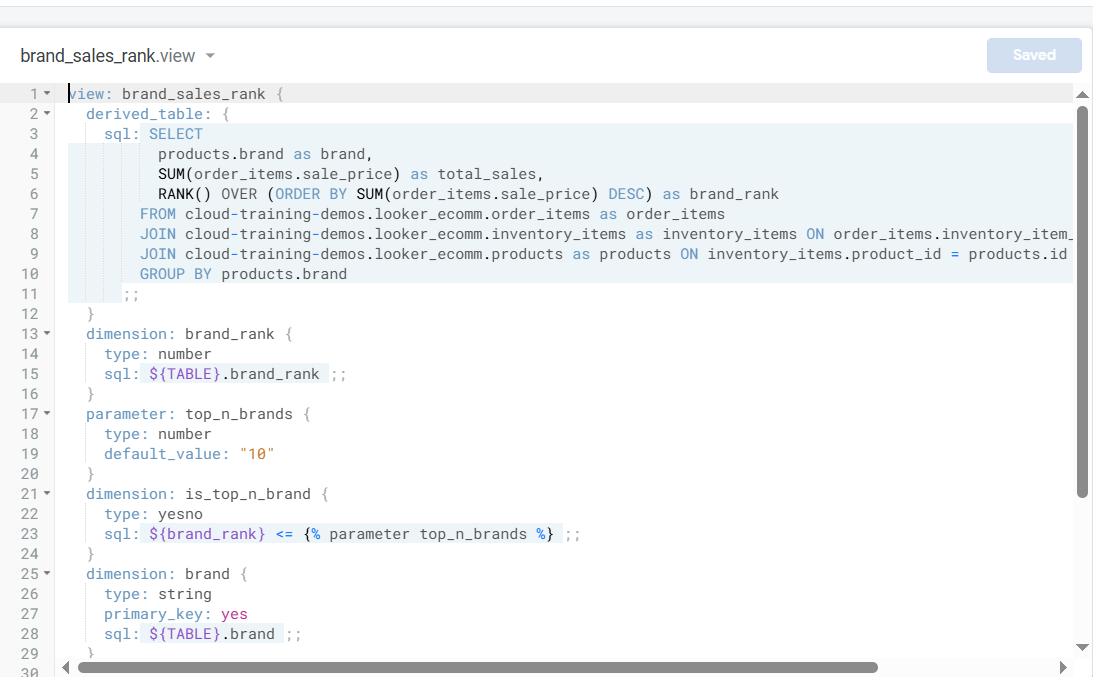 brand_sales_rank.view
Saved
1 view: brand_sales_rank {
2 derived_table: {
3 sql: SELECT
4 products.brand as brand,
5 SUM(order_items.sale_price) as total_sales,
6 RANK() OVER (ORDER BY SUM(order_items.sale_price) DESC) as brand_rank
7 FROM cloud-training-demos.looker_ecomm.order_items as order_items
8 JOIN cloud-training-demos.looker_ecomm.inventory_items as inventory_items ON order_items.inventory_item_
9 JOIN cloud-training-demos.looker_ecomm.products as products ON inventory_items.product_id = products.id
10 GROUP BY products.brand
11 ;;
12 }
13 dimension: brand_rank {
14 type: number
15 sql: ${TABLE}.brand_rank ;;
16 }
17 parameter: top_n_brands {
18 type: number
19 default_value: "10"
20 }
21 dimension: is_top_n_brand {
22 type: yesno
23 sql: ${brand_rank} <= {% parameter top_n_brands %} ;;
24 }
25 dimension: brand {
26 type: string
27 primary_key: yes
28 sql: ${TABLE}.brand ;;
29 }
30